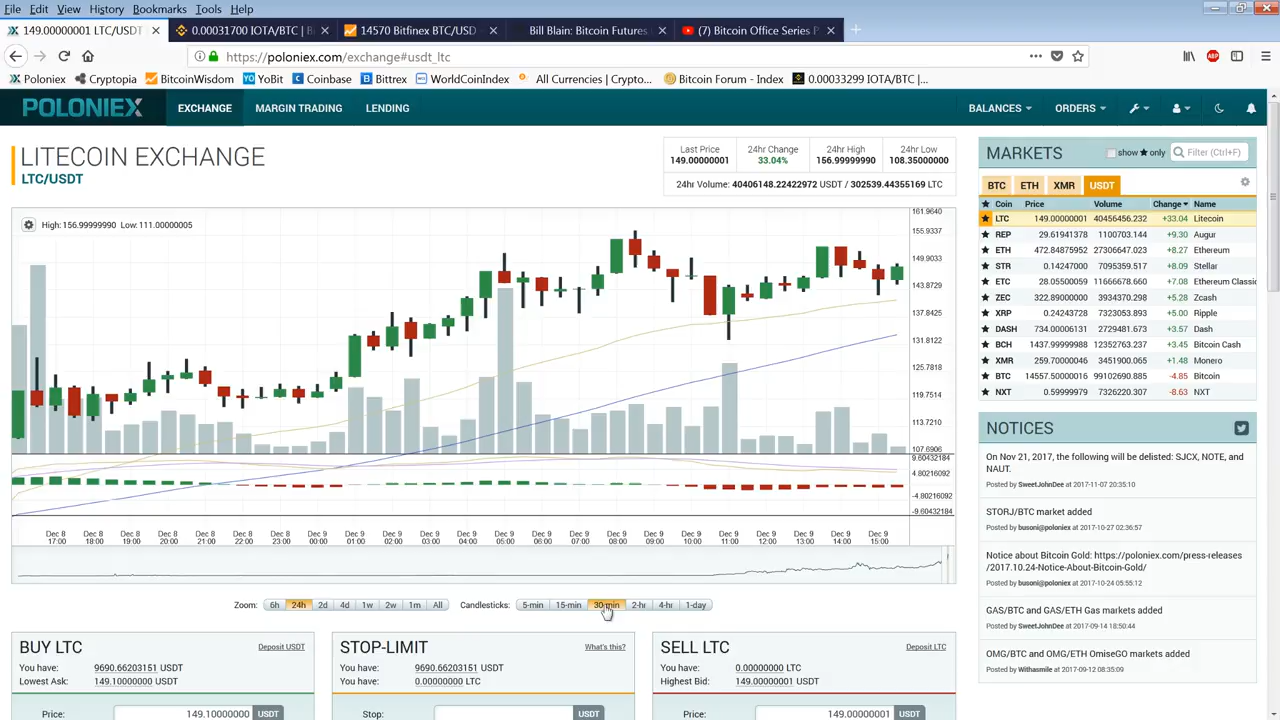 File Edit View History Bookmarks Tools Help
149.00000001 LTC/USDT
0.00031700 IOTA/BTC | B
14570 Bitfinex BTC/USD
Bill Blain: Bitcoin Futures
(7) Bitcoin Office Series P
https://poloniex.com/exchange#usdt_ltc
Poloniex Cryptopia BitcoinWisdom YoBit Coinbase Bittrex WorldCoinIndex All Currencies | Crypto... Bitcoin Forum - Index 0.00033299 IOTA/BTC |...
POLONIEX EXCHANGE MARGIN TRADING LENDING BALANCES ORDERS
LITECOIN EXCHANGE
LTC/USDT
Last Price 24hr Change 24hr High 24hr Low
149.00000001 33.04% 156.99999990 108.35000000
24hr Volume: 40406148.22422972 USDT / 302539.44355169 LTC
High: 156.99999990 Low: 111.00000005
161.9640
155.9337
149.9033
143.8729
137.8425
131.8122
125.7818
119.7514
113.7210
107.6906
9.60432184
4.80216092
-4.80216092
-9.60432184
Dec 8 17:00
Dec 8 18:00
Dec 8 19:00
Dec 8 20:00
Dec 8 21:00
Dec 8 22:00
Dec 8 23:00
Dec 9 00:00
Dec 9 01:00
Dec 9 02:00
Dec 9 03:00
Dec 9 04:00
Dec 9 05:00
Dec 9 06:00
Dec 9 07:00
Dec 9 08:00
Dec 9 09:00
Dec 9 10:00
Dec 9 11:00
Dec 9 12:00
Dec 9 13:00
Dec 9 14:00
Dec 9 15:00
Zoom: 6h 24h 2d 4d 1w 2w 1m All Candlesticks: 5-min 15-min 30-min 2-hr 4-hr 1-day
BUY LTC Deposit USDT
You have: 9690.66203151 USDT
Lowest Ask: 149.10000000 USDT
Price: 149.10000000 USDT
STOP-LIMIT What's this?
You have: 9690.66203151 USDT
You have: 0.00000000 LTC
Stop: USDT
SELL LTC Deposit LTC
You have: 0.00000000 LTC
Highest Bid: 149.00000001 USDT
Price: 149.00000001 USDT
MARKETS show ★ only Filter (Ctrl+F)
BTC ETH XMR USDT
Coin Price Volume Change Name
LTC 149.00000001 40456456.232 +33.04 Litecoin
REP 29.61941378 1100703.144 +9.30 Augur
ETH 472.84875952 27306647.023 +8.27 Ethereum
STR 0.14247000 7095359.517 +8.09 Stellar
ETC 28.05500059 11666678.660 +7.08 Ethereum Classic
ZEC 322.89000000 3934370.298 +5.28 Zcash
XRP 0.24243728 7323053.893 +5.00 Ripple
DASH 734.00006131 2729481.673 +3.57 Dash
BCH 1437.99999988 12352763.237 +3.45 Bitcoin Cash
XMR 259.70000046 3451900.065 +1.48 Monero
BTC 14557.50000016 99102690.885 -4.85 Bitcoin
NXT 0.59999979 7326220.307 -8.63 NXT
NOTICES
On Nov 21, 2017, the following will be delisted: SJCX, NOTE, and
NAUT.
Posted by SweetJohnDee at 2017-11-07 20:35:10
STORJ/BTC market added
Posted by busoni@poloniex at 2017-10-27 02:36:57
Notice about Bitcoin Gold: https://poloniex.com/press-releases
/2017.10.24-Notice-About-Bitcoin-Gold/
Posted by busoni@poloniex at 2017-10-24 05:55:12
GAS/BTC and GAS/ETH Gas markets added
Posted by SweetJohnDee at 2017-09-14 18:50:44
OMG/BTC and OMG/ETH OmiseGO markets added
Posted by Withasmile at 2017-09-12 08:35:09